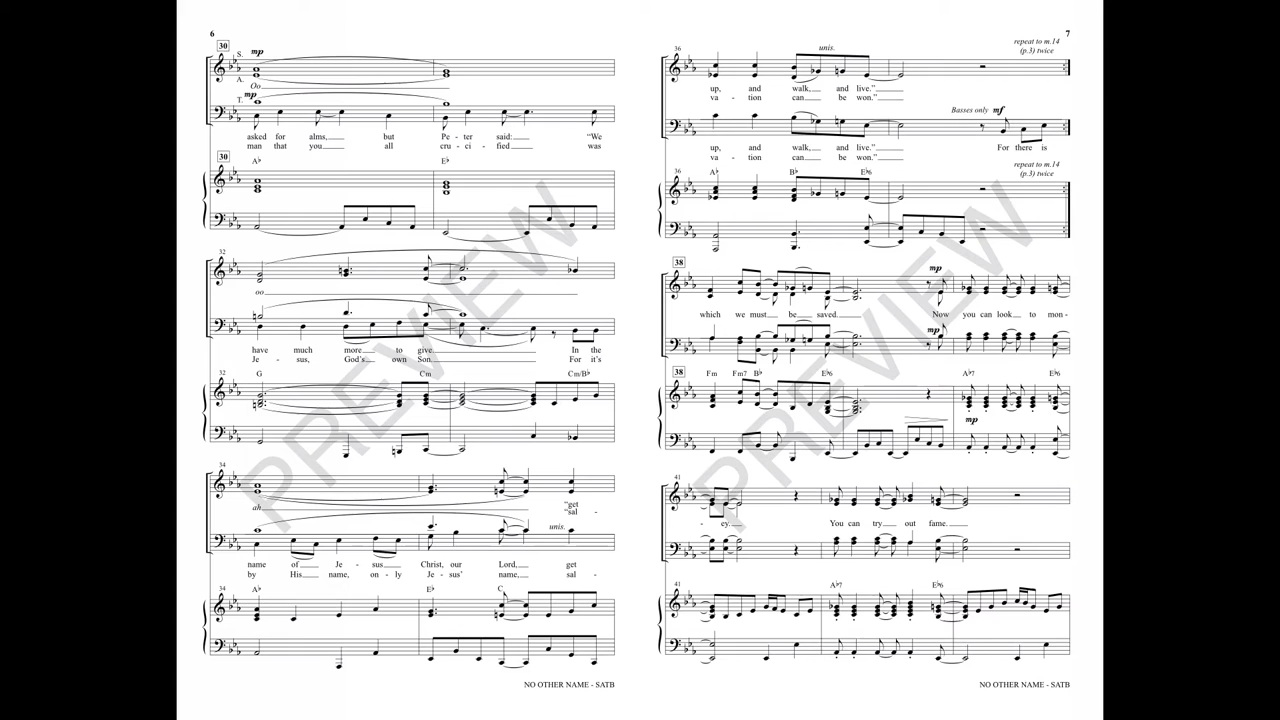 6
30
S.
mp
A.
Oo
T.
mp
asked for alms, but Pe - ter said: "We
man that you all cru - ci - fied was
30
A♭ E♭
32
oo
have much more to give. In the
Je - sus, God's own Son. For it's
32
G Cm Cm/B♭
34
ah
"get
"sal -
unis.
name of Je - sus Christ, our Lord, get
by His name, on - ly Je - sus' name, sal -
34
A♭ E♭ C
NO OTHER NAME - SATB
7
36
unis.
repeat to m.14
(p.3) twice
up, and walk, and live."
va - tion can be won."
Basses only mf
up, and walk, and live." For there is
va - tion can be won."
repeat to m.14
(p.3) twice
36
A♭ B♭ E♭6
38
mp
which we must be saved. Now you can look to mon -
mp
38
Fm Fm7 B♭ E♭6 A♭7 E♭6
mp
41
- ey. You can try out fame.
41
A♭7 E♭6
NO OTHER NAME - SATB
PREVIEW
PREVIEW